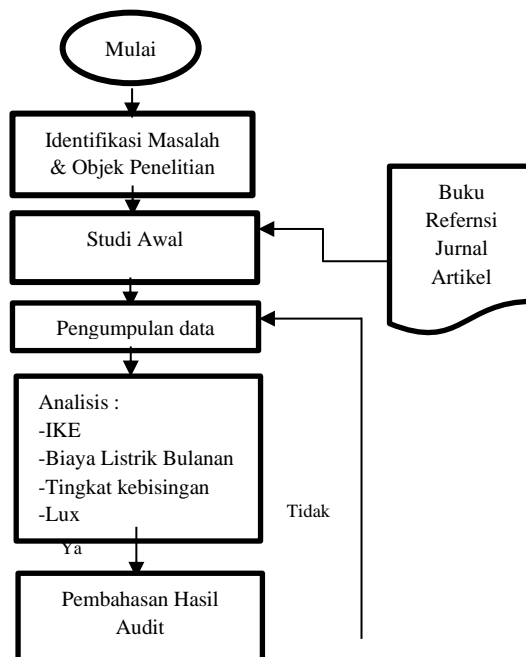 Mulai
Identifikasi Masalah
& Objek Penelitian
Studi Awal
Buku
Refernsi
Jurnal
Artikel
Pengumpulan data
Analisis :
-IKE
-Biaya Listrik Bulanan
-Tingkat kebisingan
-Lux
Tidak
Ya
Pembahasan Hasil
Audit